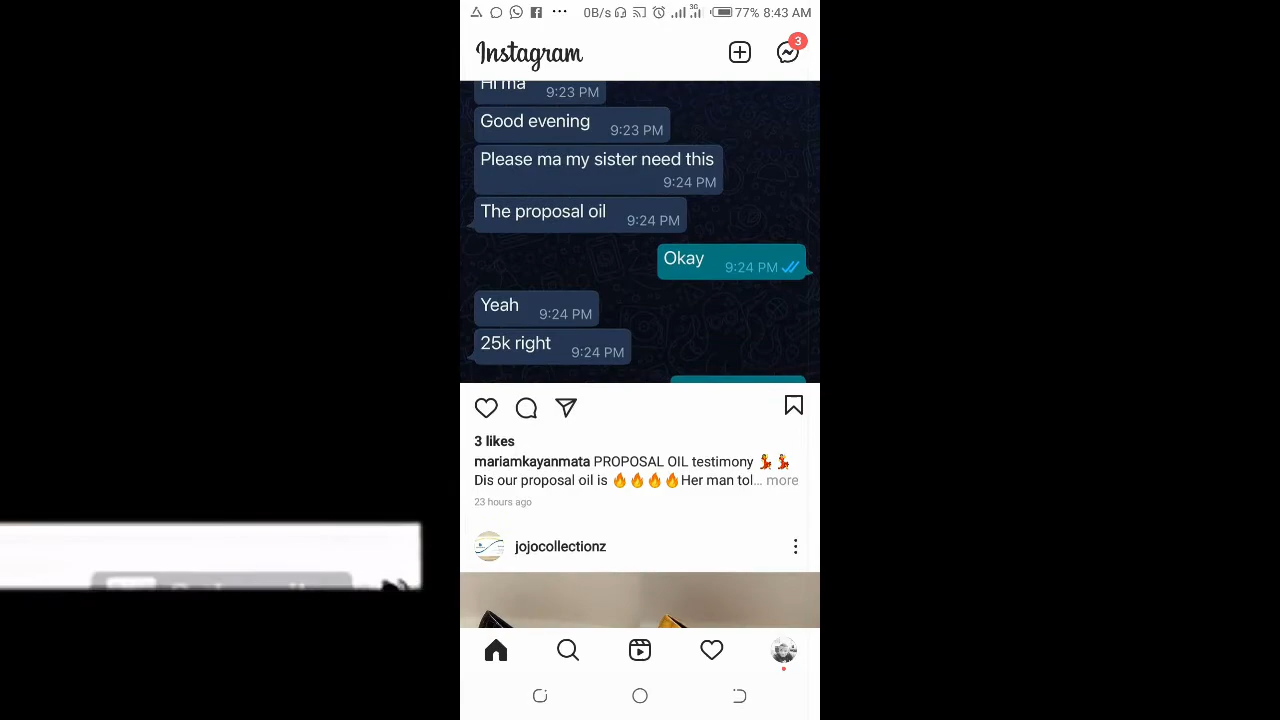 0B/s 3G 77% 8:43 AM
Instagram
3
Hi ma 9:23 PM
Good evening 9:23 PM
Please ma my sister need this
9:24 PM
The proposal oil 9:24 PM
Okay 9:24 PM
Yeah 9:24 PM
25k right 9:24 PM
3 likes
mariamkayanmata PROPOSAL OIL testimony 💃💃
Dis our proposal oil is 🔥🔥🔥🔥Her man tol... more
23 hours ago
jojocollectionz